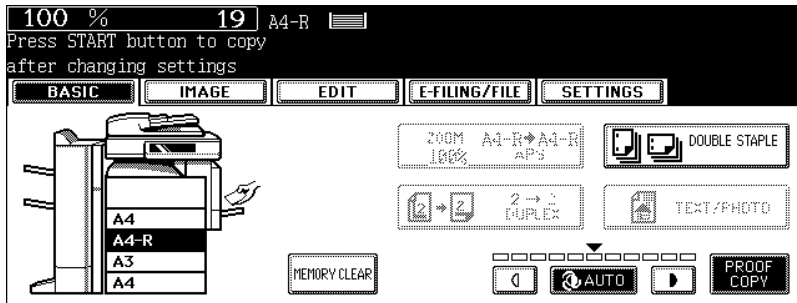 100 % 19 A4-R
Press START button to copy
after changing settings
BASIC IMAGE EDIT E-FILING/FILE SETTINGS
ZOOM A4-R→A4-R
100% APS
DOUBLE STAPLE
2→2 2→2
DUPLEX
TEXT/PHOTO
A4
A4-R
A3
A4
MEMORY CLEAR
AUTO
PROOF
COPY